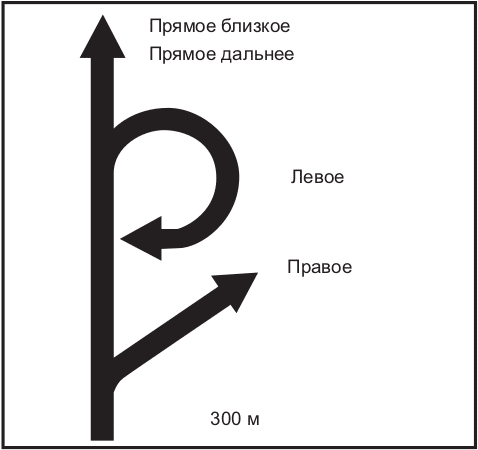 Прямое близкое
Прямое дальнее
Левое
Правое
300 м